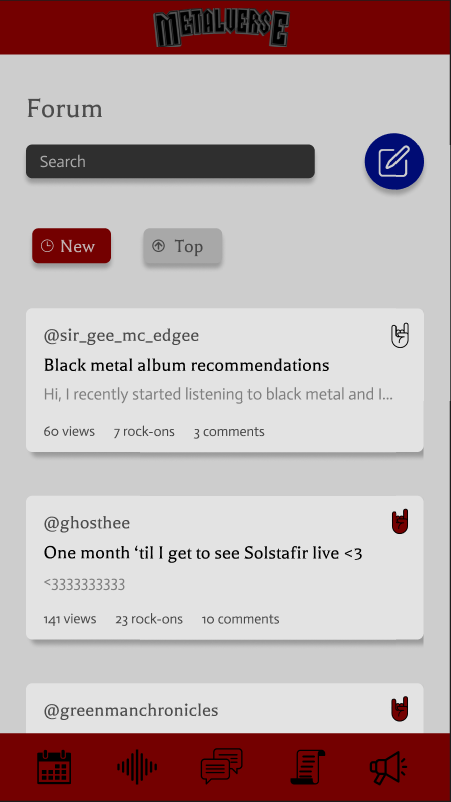 METALVERSE
Forum
Search
New
Top
@sir_gee_mc_edgee
Black metal album recommendations
Hi, I recently started listening to black metal and I...
60 views 7 rock-ons 3 comments
@ghosthee
One month ‘til I get to see Solstafir live <3
<3333333333
141 views 23 rock-ons 10 comments
@greenmanchronicles